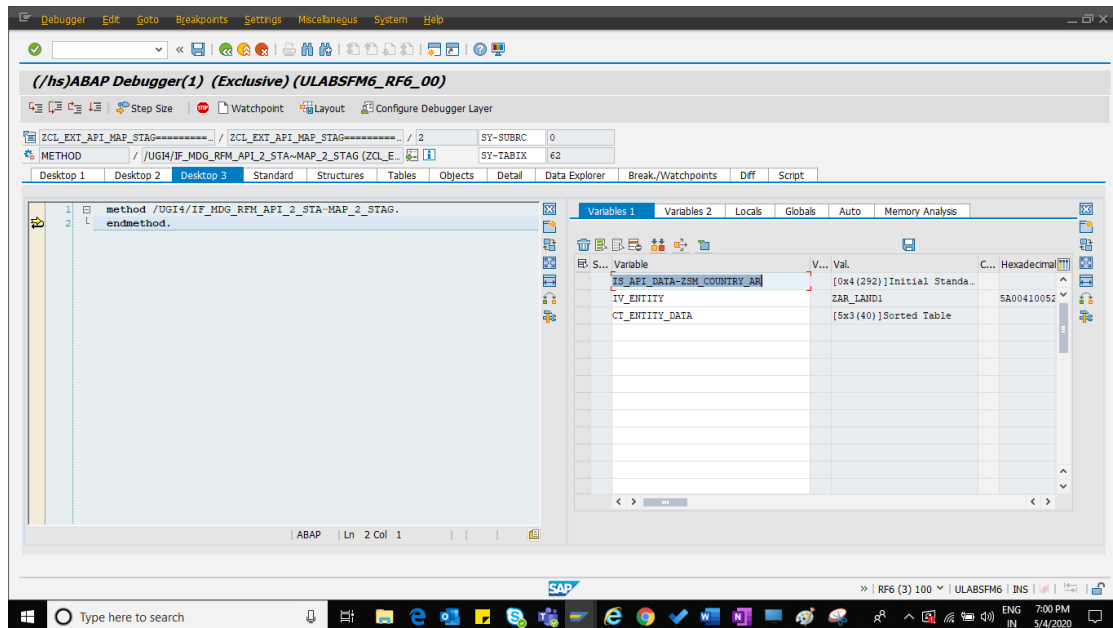 Debugger Edit Goto Breakpoints Settings Miscellaneous System Help
(/hs)ABAP Debugger(1) (Exclusive) (ULABSFM6_RF6_00)
Step Size STOP Watchpoint Layout Configure Debugger Layer
ZCL_EXT_API_MAP_STAG=========… / ZCL_EXT_API_MAP_STAG=========… / 2 SY-SUBRC 0
METHOD / /UGI4/IF_MDG_RFM_API_2_STA~MAP_2_STAG (ZCL_E… SY-TABIX 62
Desktop 1 Desktop 2 Desktop 3 Standard Structures Tables Objects Detail Data Explorer Break./Watchpoints Diff Script
1 method /UGI4/IF_MDG_RFM_API_2_STA~MAP_2_STAG.
2 endmethod.
Variables 1 Variables 2 Locals Globals Auto Memory Analysis
S... Variable V... Val. C... Hexadecimal
IS_API_DATA-ZSM_COUNTRY_AR [0x4(292)]Initial Standa…
IV_ENTITY ZAR_LAND1 5A00410052
CT_ENTITY_DATA [5x3(40)]Sorted Table
ABAP Ln 2 Col 1
SAP
» RF6 (3) 100 ULABSFM6 INS
Type here to search
ENG 7:00 PM
IN 5/4/2020